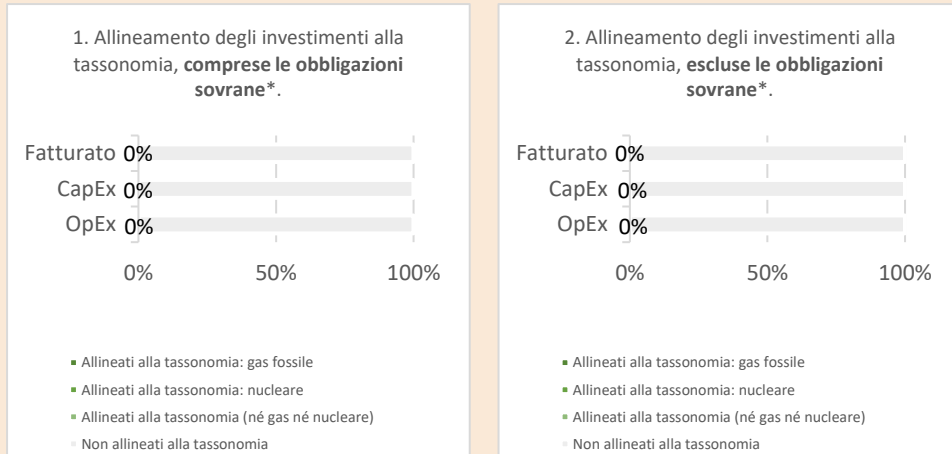 1. Allineamento degli investimenti alla
tassonomia, comprese le obbligazioni
sovrane*.
Fatturato 0%
CapEx 0%
OpEx 0%
0% 50% 100%
▪ Allineati alla tassonomia: gas fossile
▪ Allineati alla tassonomia: nucleare
▪ Allineati alla tassonomia (né gas né nucleare)
▪ Non allineati alla tassonomia
2. Allineamento degli investimenti alla
tassonomia, escluse le obbligazioni
sovrane*.
Fatturato 0%
CapEx 0%
OpEx 0%
0% 50% 100%
▪ Allineati alla tassonomia: gas fossile
▪ Allineati alla tassonomia: nucleare
▪ Allineati alla tassonomia (né gas né nucleare)
▪ Non allineati alla tassonomia